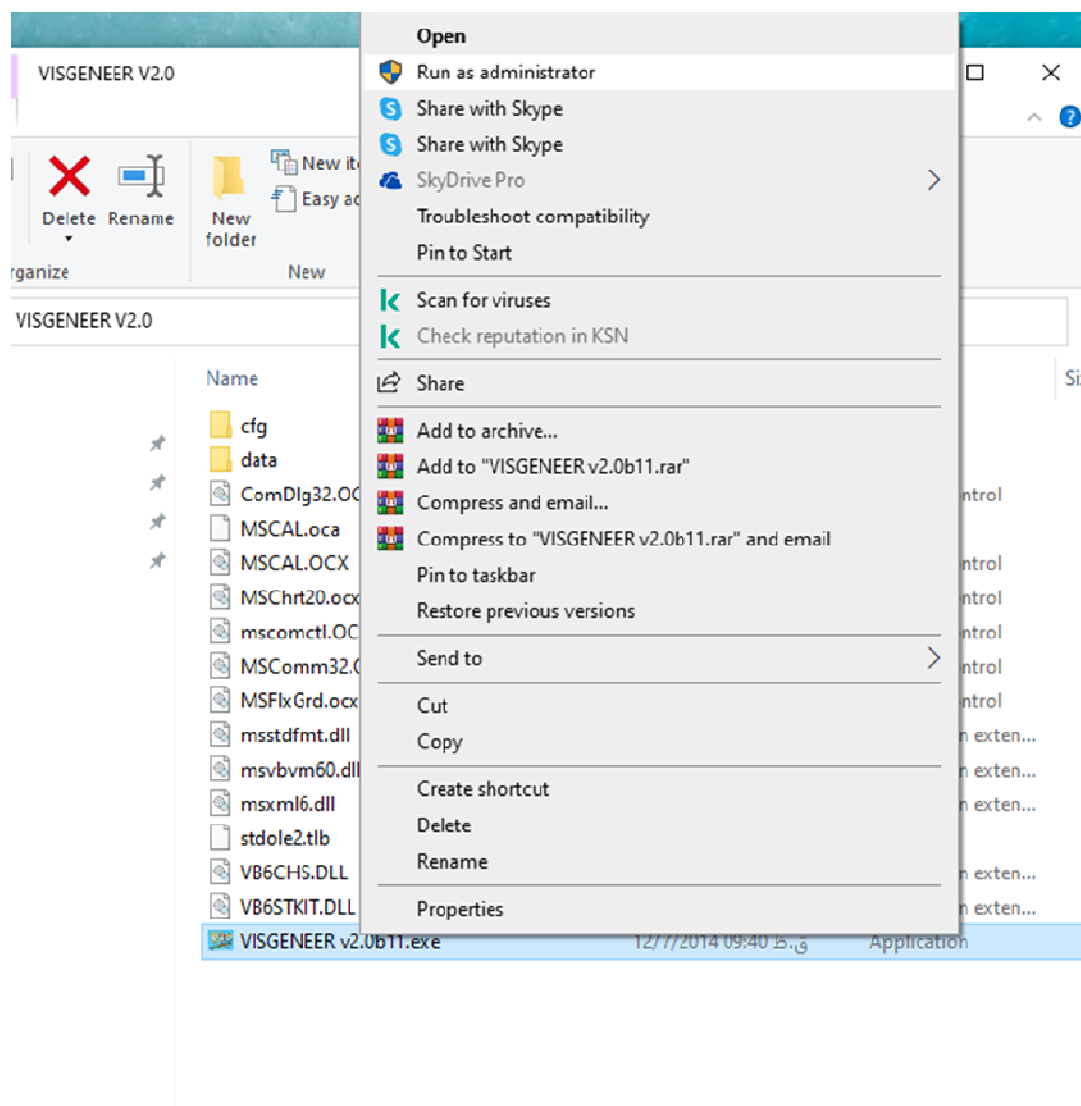 VISGENEER V2.0
Delete
Rename
New
folder
New ite
Easy ac
rganize
New
VISGENEER V2.0
Open
Run as administrator
Share with Skype
Share with Skype
SkyDrive Pro
Troubleshoot compatibility
Pin to Start
Scan for viruses
Check reputation in KSN
Share
Add to archive...
Add to "VISGENEER v2.0b11.rar"
Compress and email...
Compress to "VISGENEER v2.0b11.rar" and email
Pin to taskbar
Restore previous versions
Send to
Cut
Copy
Create shortcut
Delete
Rename
Properties
Name
Si
cfg
data
ComDlg32.OC
ntrol
MSCAL.oca
MSCAL.OCX
ntrol
MSChrt20.ocx
ntrol
mscomctl.OC
ntrol
MSComm32.O
ntrol
MSFlxGrd.ocx
ntrol
msstdfmt.dll
n exten...
msvbvm60.dll
n exten...
msxml6.dll
n exten...
stdole2.tlb
VB6CHS.DLL
n exten...
VB6STKIT.DLL
n exten...
VISGENEER v2.0b11.exe 12/7/2014 09:40 ق.ظ Application